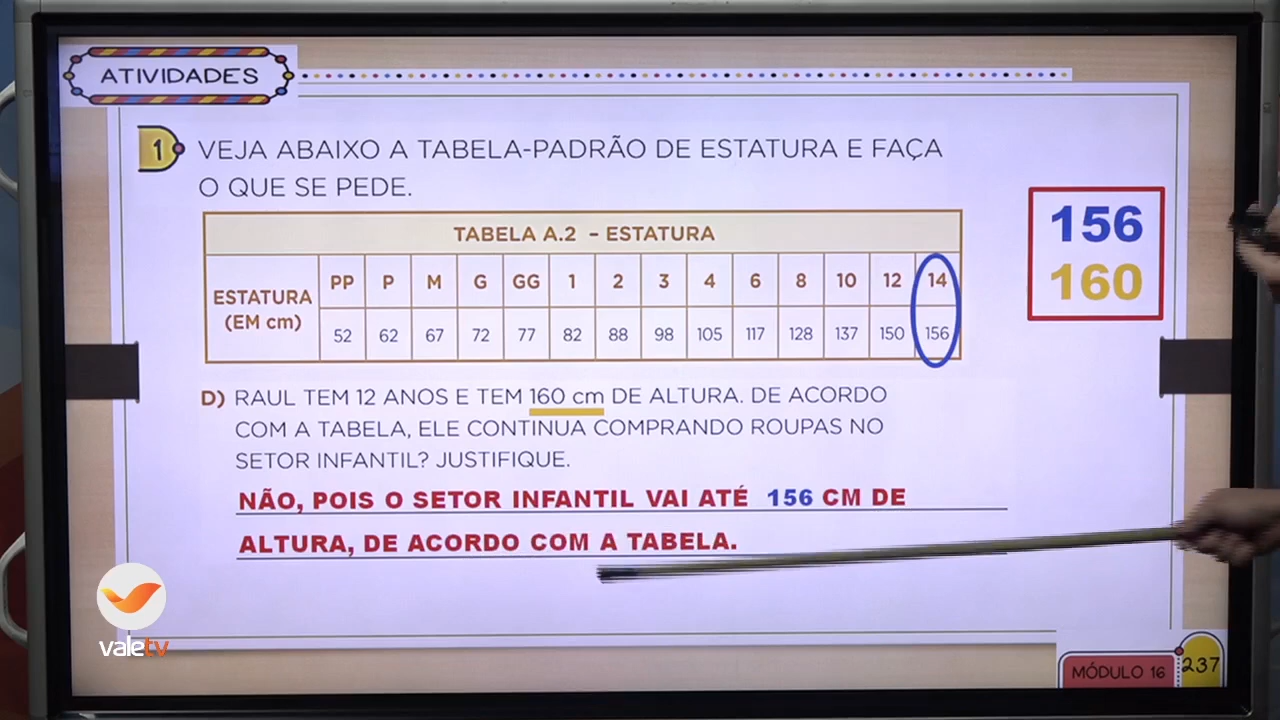 ATIVIDADES
1 VEJA ABAIXO A TABELA-PADRÃO DE ESTATURA E FAÇA
O QUE SE PEDE.
156
160
TABELA A.2 – ESTATURA
ESTATURA (EM cm)
PP P M G GG 1 2 3 4 6 8 10 12 14
52 62 67 72 77 82 88 98 105 117 128 137 150 156
D) RAUL TEM 12 ANOS E TEM 160 cm DE ALTURA. DE ACORDO
COM A TABELA, ELE CONTINUA COMPRANDO ROUPAS NO
SETOR INFANTIL? JUSTIFIQUE.
NÃO, POIS O SETOR INFANTIL VAI ATÉ 156 CM DE
ALTURA, DE ACORDO COM A TABELA.
valetv
MÓDULO 16 237